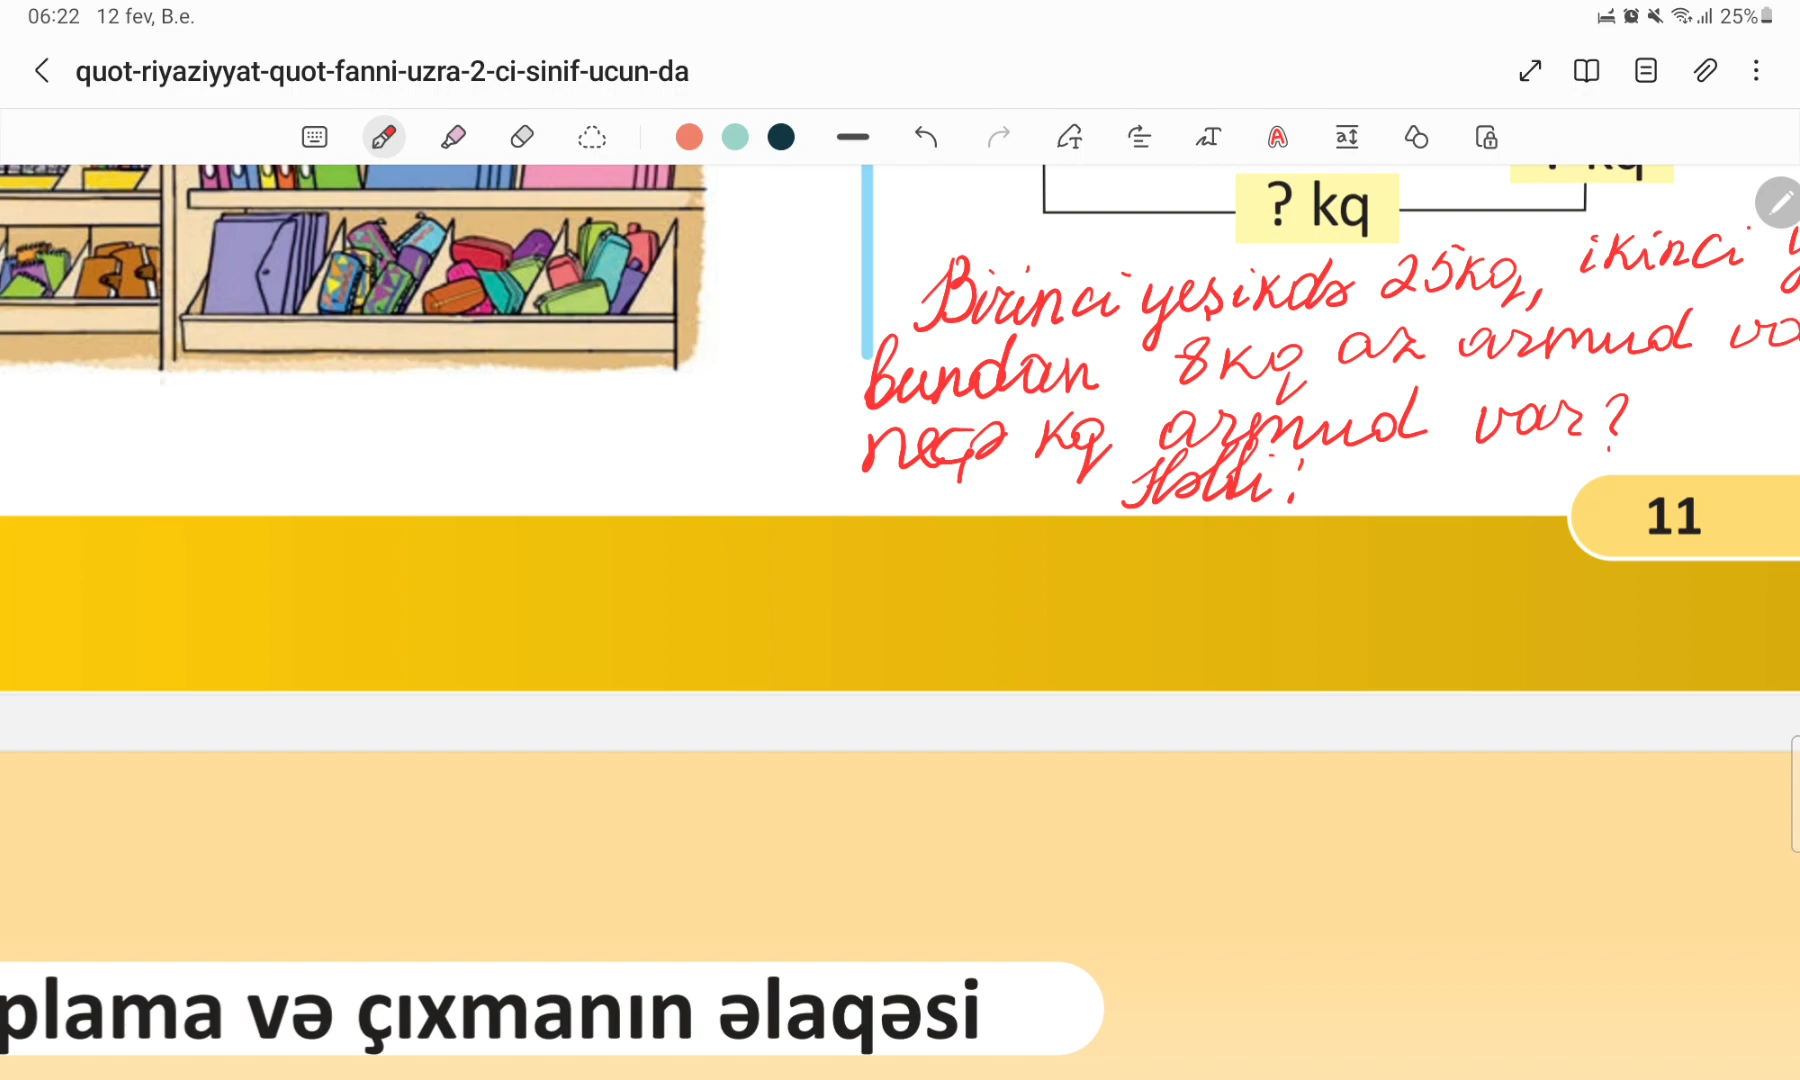 06:22 12 fev, B.e. 25%
quot-riyaziyyat-quot-fanni-uzra-2-ci-sinif-ucun-da
? kq
Birinci yeşikdə 25kq, ikinci
bundan 8kq az armud
neçə kq armud var?
Həlli:
11
plama və çıxmanın əlaqəsi